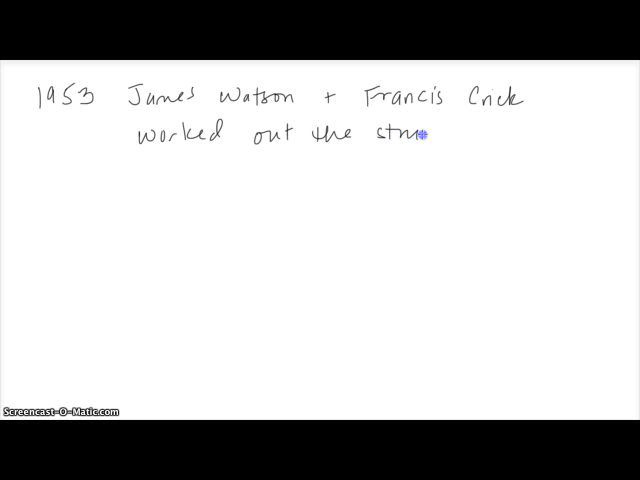 1953 James Watson + Francis Crick
worked out the stru
Screencast-O-Matic.com